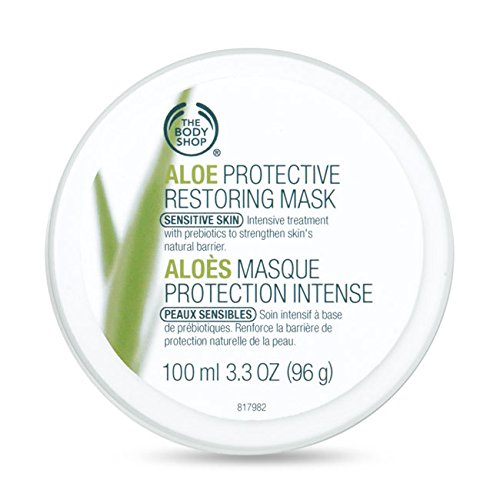 THE
BODY
SHOP®
ALOE PROTECTIVE
RESTORING MASK
SENSITIVE SKIN Intensive treatment
with prebiotics to strengthen skin's
natural barrier.
ALOÈS MASQUE
PROTECTION INTENSE
PEAUX SENSIBLES Soin intensif à base
de prébiotiques. Renforce la barrière de
protection naturelle de la peau.
100 ml 3.3 OZ (96 g)
817982